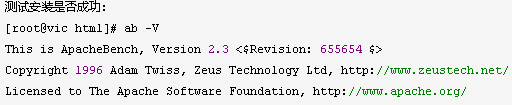 测试安装是否成功:
[root@vic html]# ab -V
This is ApacheBench, Version 2.3 <$Revision: 655654 $>
Copyright 1996 Adam Twiss, Zeus Technology Ltd, http://www.zeustech.net/
Licensed to The Apache Software Foundation, http://www.apache.org/